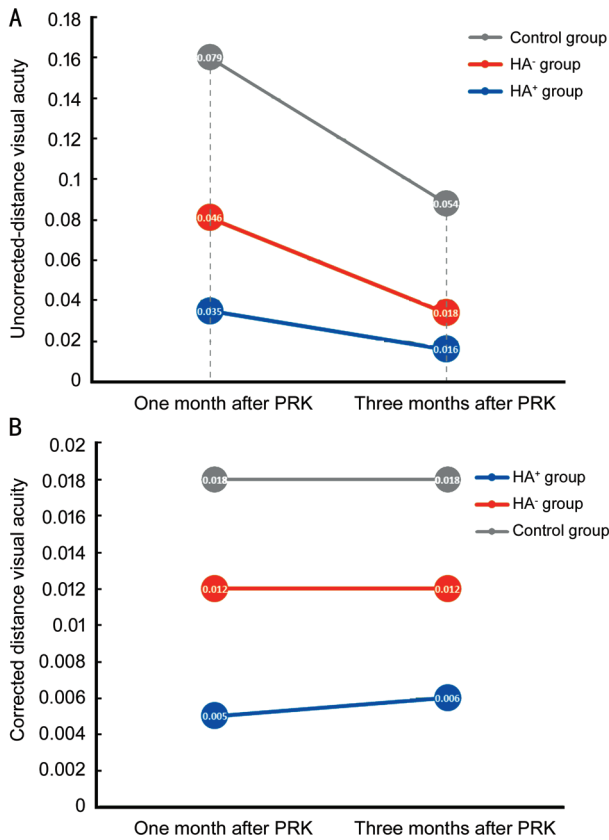 A
Uncorrected-distance visual acuty
0.18
0.16
0.14
0.12
0.1
0.08
0.06
0.04
0.02
0
0.079
0.054
0.046
0.018
0.035
0.016
Control group
HA⁻ group
HA⁺ group
One month after PRK
Three months after PRK
B
Corrected distance visual acuity
0.02
0.018
0.016
0.014
0.012
0.01
0.008
0.006
0.004
0.002
0
0.018
0.018
0.012
0.012
0.005
0.006
HA⁺ group
HA⁻ group
Control group
One month after PRK
Three months after PRK